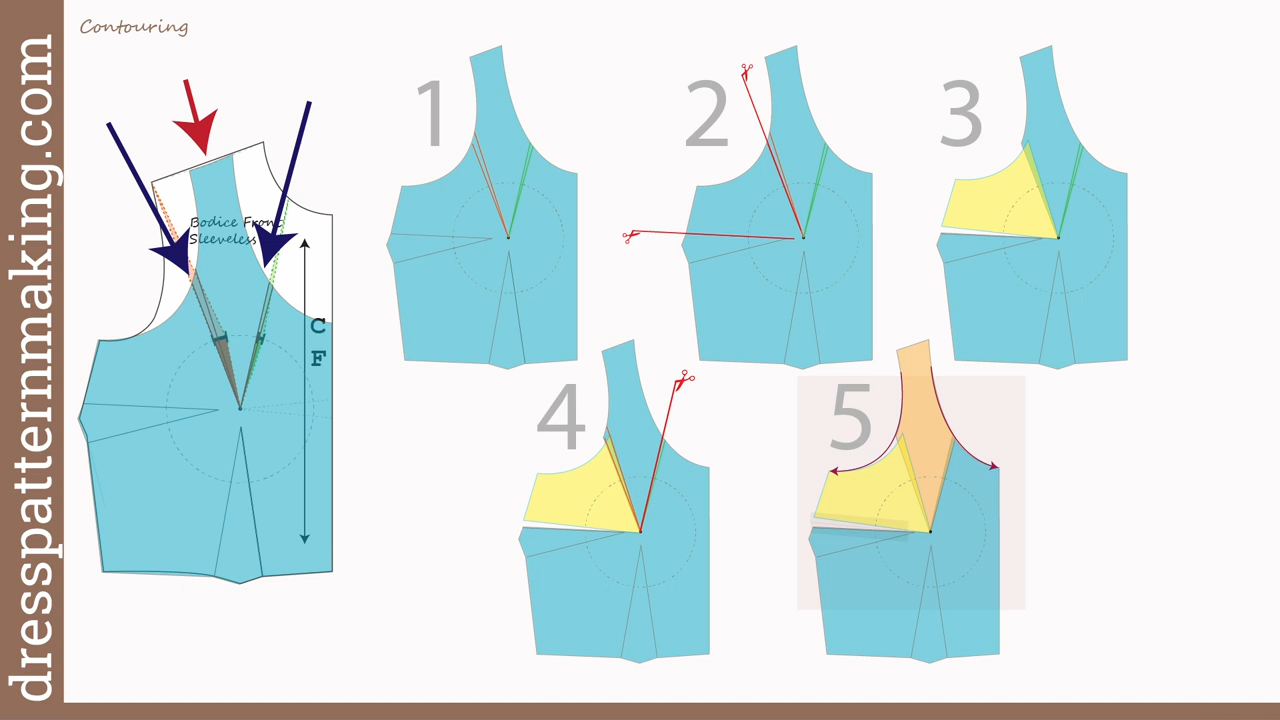 dresspatternmaking.com
Contouring
Bodice Front
Sleeveless
C
F
1
2
3
4
5